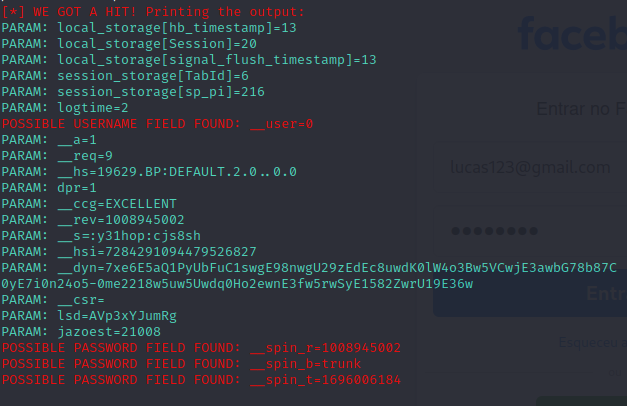 [*] WE GOT A HIT! Printing the output:
PARAM: local_storage[hb_timestamp]=13
PARAM: local_storage[Session]=20
PARAM: local_storage[signal_flush_timestamp]=13
PARAM: session_storage[TabId]=6
PARAM: session_storage[sp_pi]=216
PARAM: logtime=2
POSSIBLE USERNAME FIELD FOUND: __user=0
PARAM: __a=1
PARAM: __req=9
PARAM: __hs=19629.BP:DEFAULT.2.0..0.0
PARAM: dpr=1
PARAM: __ccg=EXCELLENT
PARAM: __rev=1008945002
PARAM: __s=:y31hop:cjs8sh
PARAM: __hsi=7284291094479526827
PARAM: __dyn=7xe6E5aQ1PyUbFuC1swgE98nwgU29zEdEc8uwdK0lW4o3Bw5VCwjE3awbG78b87C
0yE7i0n24o5-0me2218w5uw5Uwdq0Ho2ewnE3fw5rwSyE1582ZwrU19E36w
PARAM: __csr=
PARAM: lsd=AVp3xYJumRg
PARAM: jazoest=21008
POSSIBLE PASSWORD FIELD FOUND: __spin_r=1008945002
POSSIBLE PASSWORD FIELD FOUND: __spin_b=trunk
POSSIBLE PASSWORD FIELD FOUND: __spin_t=1696006184
faceb
Entrar no F
lucas123@gmail.com
Entr